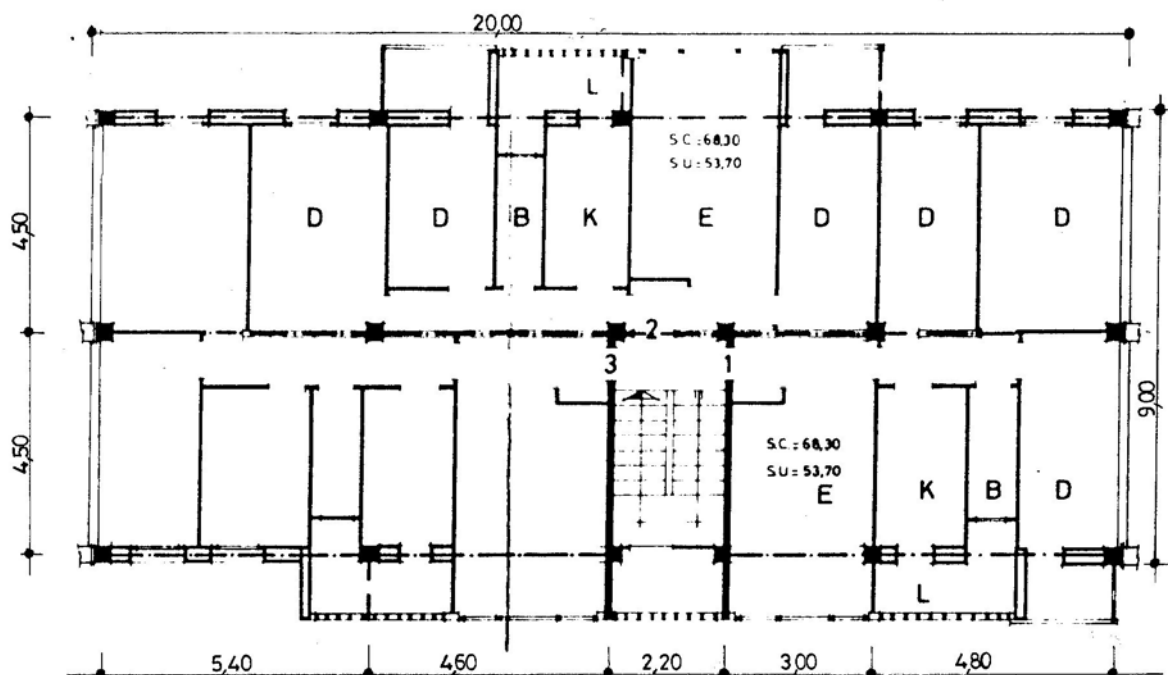 20,00
L
S.C.:68,30
S.U=53,70
D D B K E D D D
4,50
2
3 1
9,00
4,50
S.C.=68,30
S.U=53,70
E K B D
L
5,40 4,60 2,20 3,00 4,80